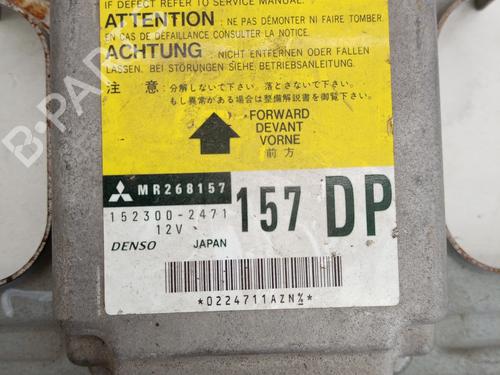 IF DEFECT REFER TO SERVICE MANUAL.
ATTENTION : NE PAS DÉMONTER NI FAIRE TOMBER.
EN CAS DE DÉFAILLANCE CONSULTER LA NOTICE.
ACHTUNG : NICHT ENTFERNEN ODER FALLEN
LASSEN. BEI STÖRUNGEN SIEHE BETRIEBSANLEITUNG.
注 意 : 分解しないで下さい。落とさないで下さい。
もし異常がある場合は整備解説書を御覧下さい。
FORWARD
DEVANT
VORNE
前 方
MR268157
152300-2471
12V
157 DP
DENSO JAPAN
*0224711AZN%*
B-PARTS